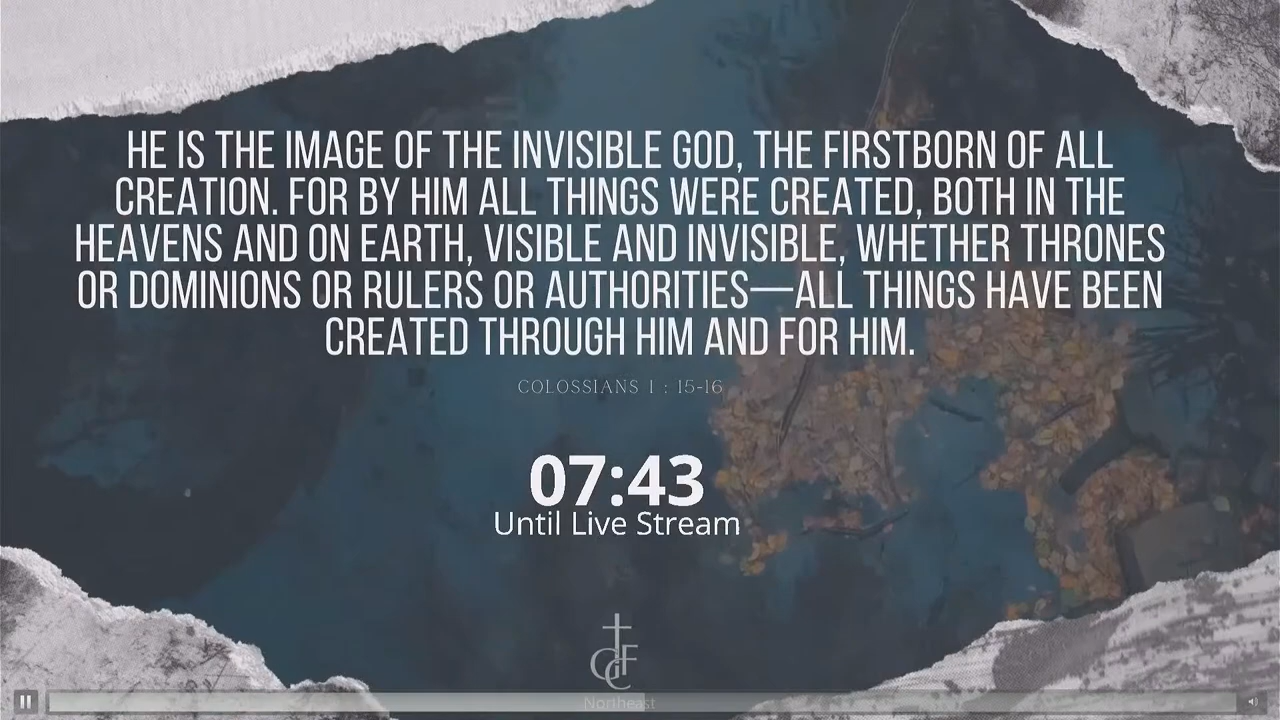 HE IS THE IMAGE OF THE INVISIBLE GOD, THE FIRSTBORN OF ALL
CREATION. FOR BY HIM ALL THINGS WERE CREATED, BOTH IN THE
HEAVENS AND ON EARTH, VISIBLE AND INVISIBLE, WHETHER THRONES
OR DOMINIONS OR RULERS OR AUTHORITIES—ALL THINGS HAVE BEEN
CREATED THROUGH HIM AND FOR HIM.
COLOSSIANS 1 : 15-16
07:43
Until Live Stream
Northeast